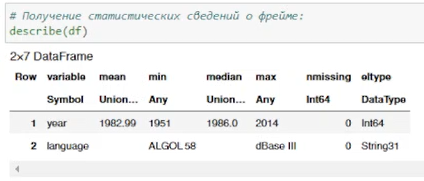 # Получение статистических сведений о фрейме:
describe(df)
2×7 DataFrame
Row variable mean min median max nmissing eltype
Symbol Union… Any Union… Any Int64 DataType
1 year 1982.99 1951 1986.0 2014 0 Int64
2 language ALGOL 58 dBase III 0 String31